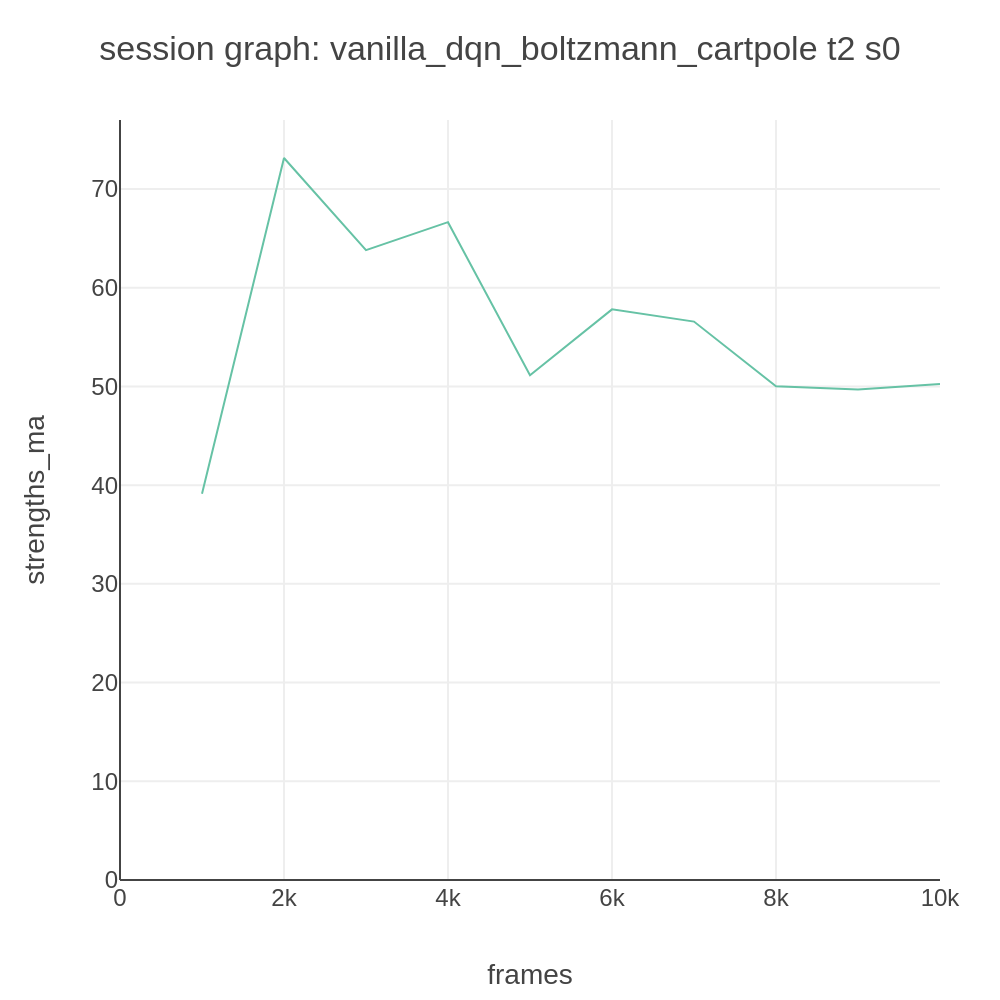 session graph: vanilla_dqn_boltzmann_cartpole t2 s0
strengths_ma
70
60
50
40
30
20
10
0
0 2k 4k 6k 8k 10k
frames